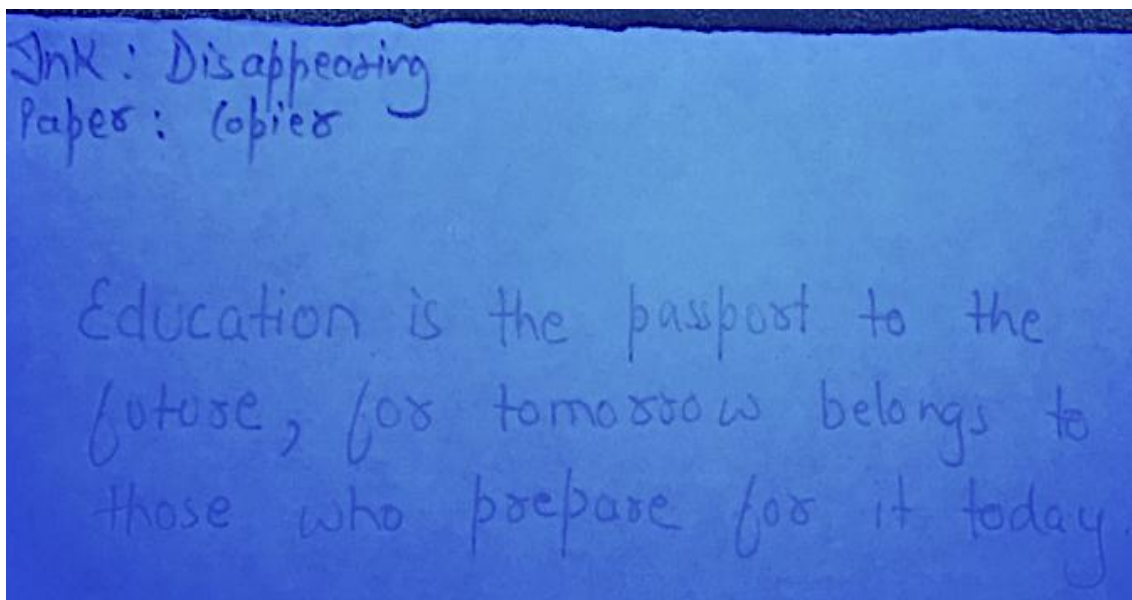 Ink: Disappearing
Paper: Copier
Education is the passport to the
future, for tomorrow belongs to
those who prepare for it today.